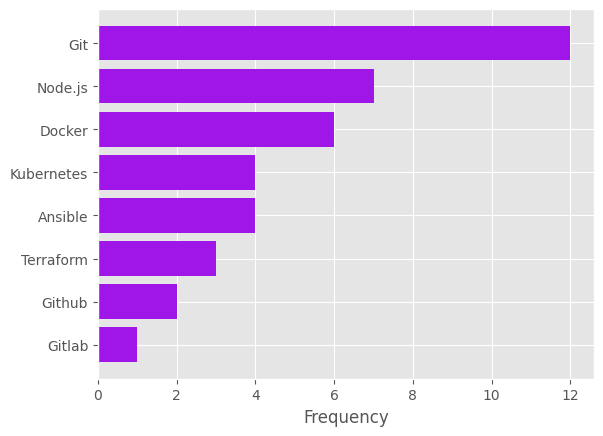 Git
Node.js
Docker
Kubernetes
Ansible
Terraform
Github
Gitlab
0 2 4 6 8 10 12
Frequency